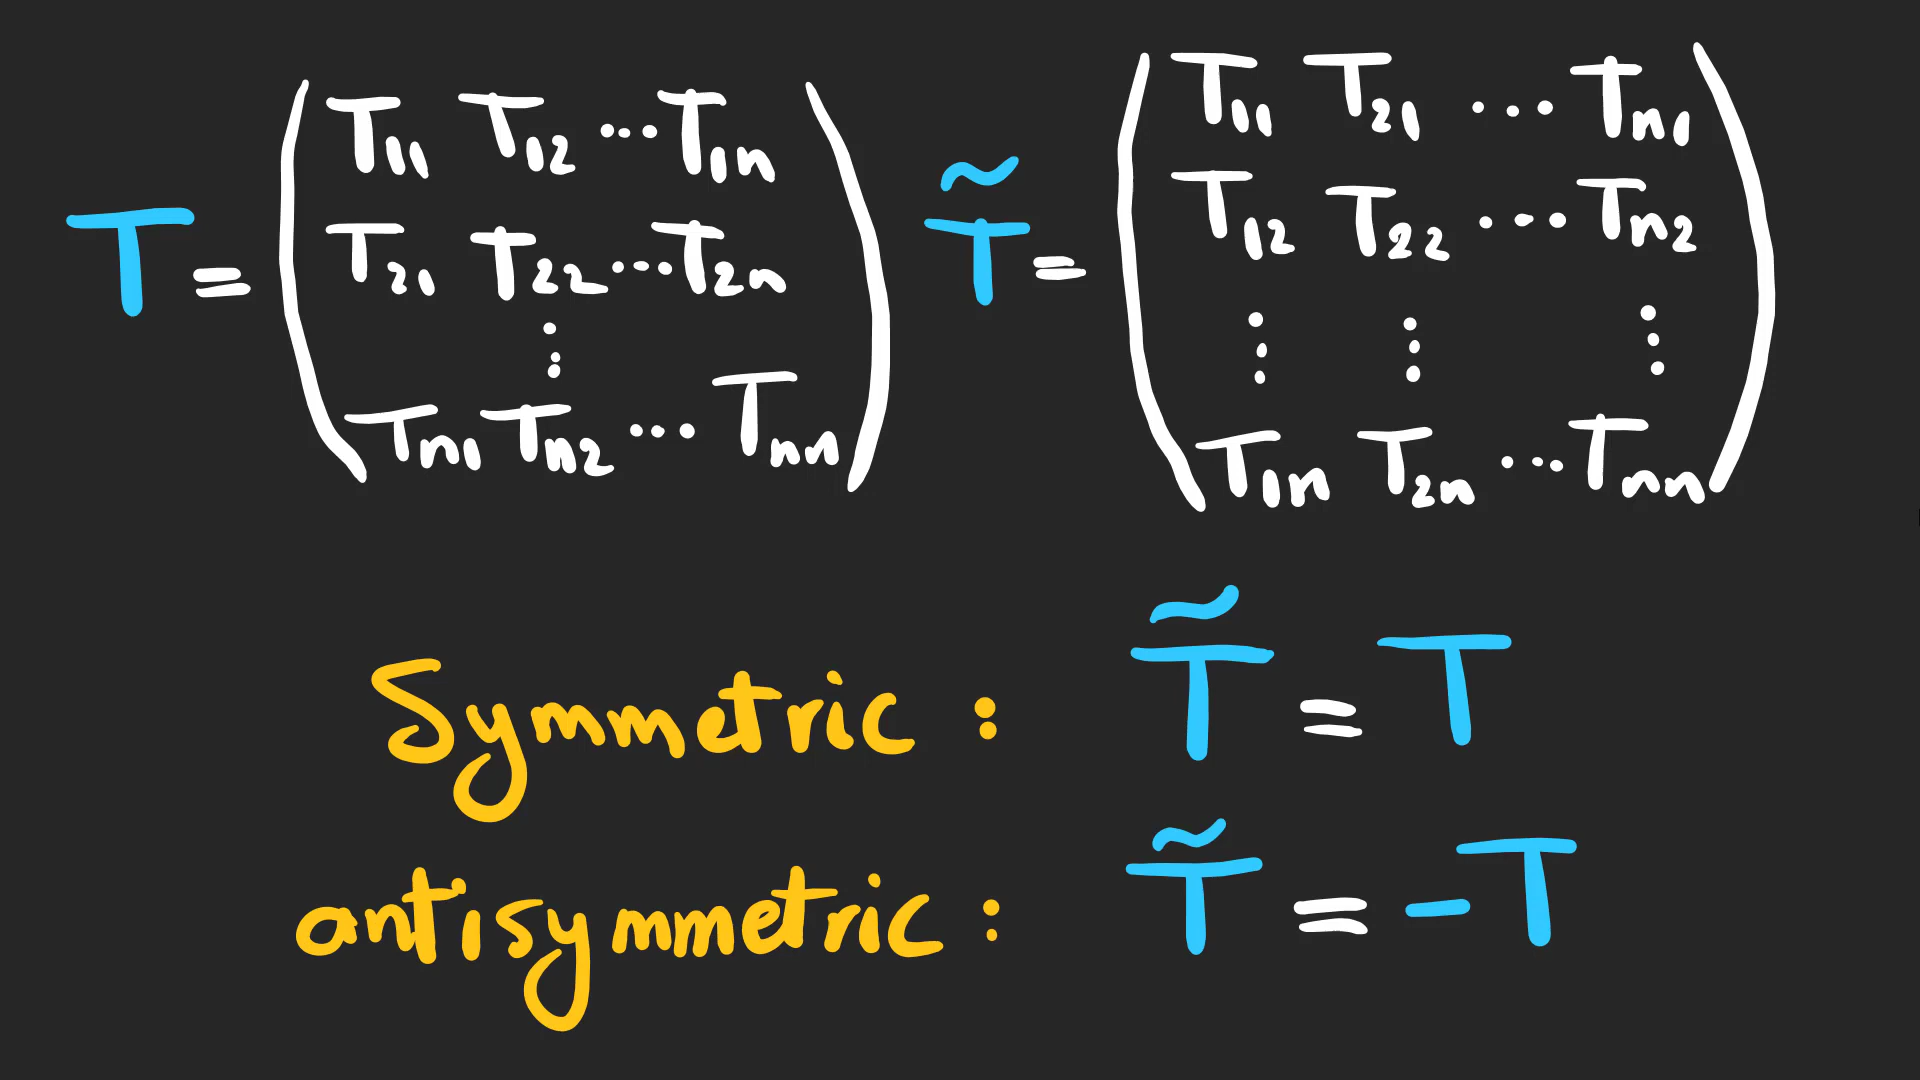 T = ( T₁₁ T₁₂ ... T₁ₙ
T₂₁ T₂₂ ... T₂ₙ
⋮
Tₙ₁ Tₙ₂ ... Tₙₙ )
T̃ = ( T₁₁ T₂₁ ... Tₙ₁
T₁₂ T₂₂ ... Tₙ₂
⋮ ⋮ ⋮
T₁ₙ T₂ₙ ... Tₙₙ )
Symmetric : T̃ = T
antisymmetric : T̃ = -T